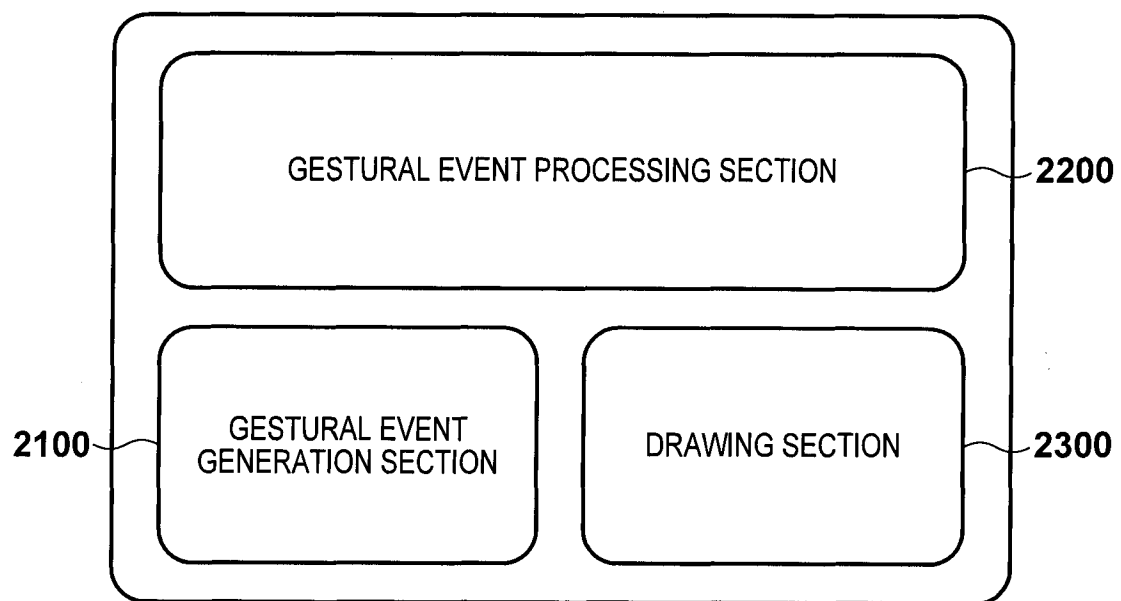 GESTURAL EVENT PROCESSING SECTION
2200
2100
GESTURAL EVENT
GENERATION SECTION
DRAWING SECTION
2300